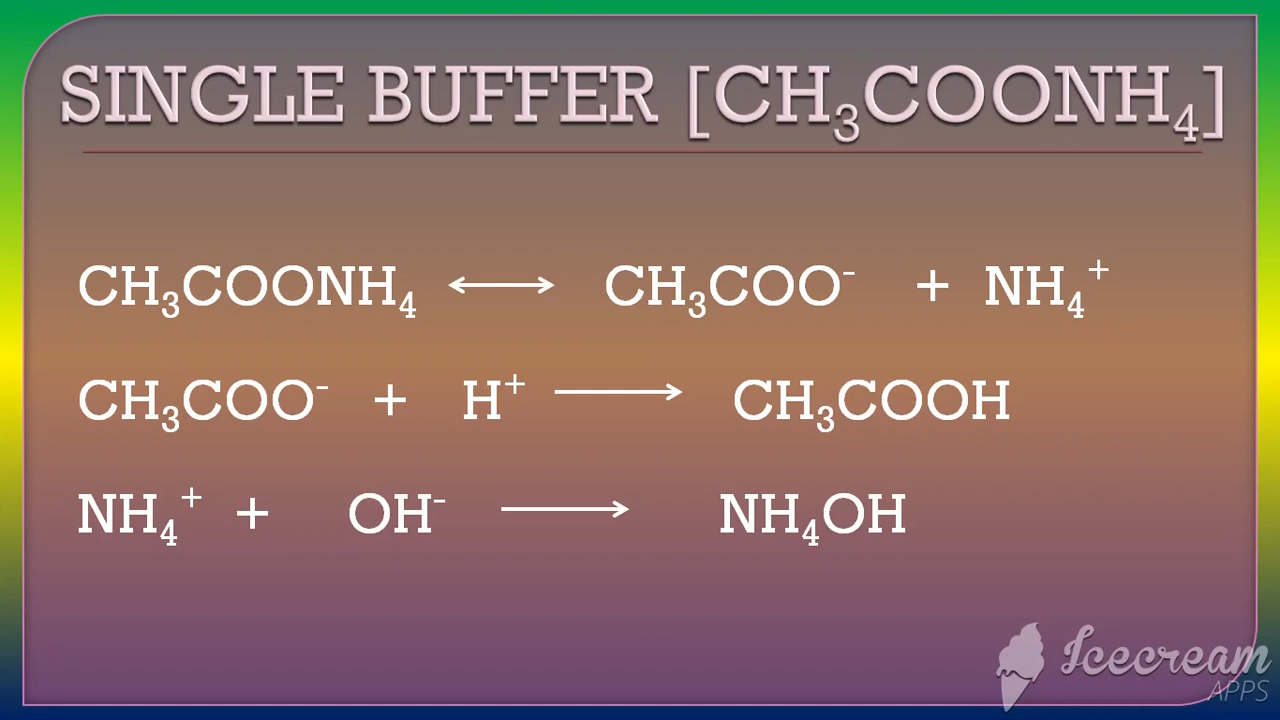 SINGLE BUFFER [CH₃COONH₄]
CH₃COONH₄ ↔ CH₃COO⁻ + NH₄⁺
CH₃COO⁻ + H⁺ → CH₃COOH
NH₄⁺ + OH⁻ → NH₄OH
Icecream
APPS